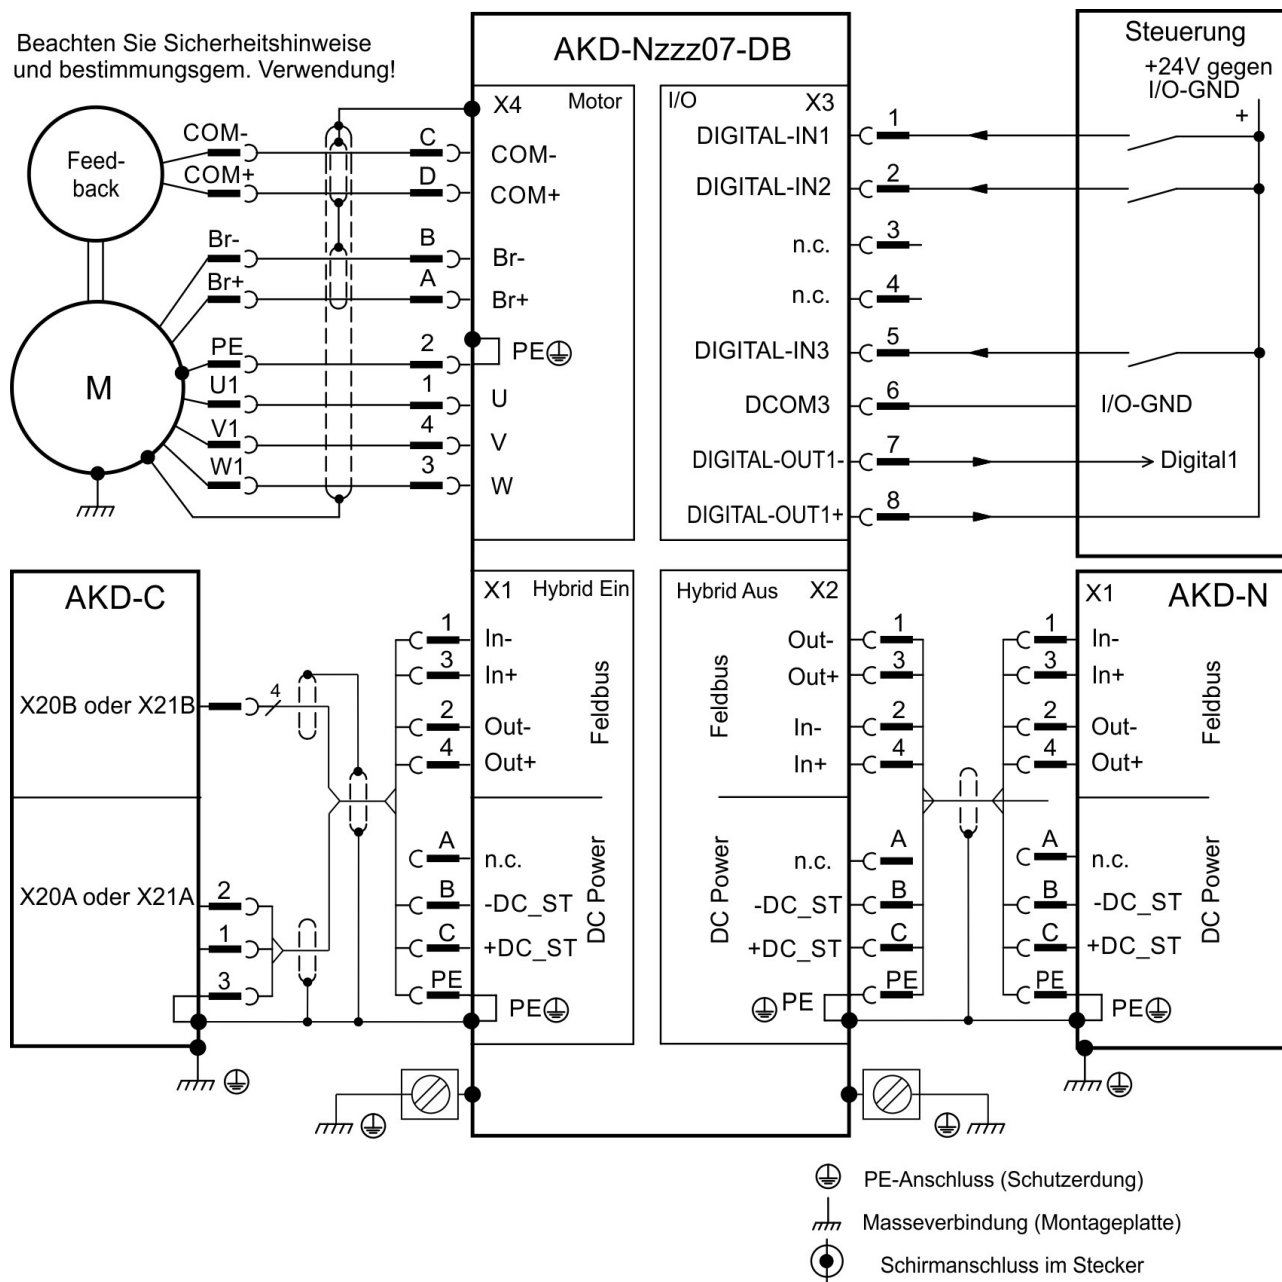 Beachten Sie Sicherheitshinweise
und bestimmungsgem. Verwendung!
AKD-Nzzz07-DB
Steuerung
+24V gegen
I/O-GND
+
Feed-
back
M
COM-
COM+
Br-
Br+
PE
U1
V1
W1
C
D
B
A
2
1
4
3
X4 Motor
COM-
COM+
Br-
Br+
PE
U
V
W
I/O X3
DIGITAL-IN1 1
DIGITAL-IN2 2
n.c. 3
n.c. 4
DIGITAL-IN3 5
DCOM3 6 I/O-GND
DIGITAL-OUT1- 7 Digital1
DIGITAL-OUT1+ 8
AKD-C
X20B oder X21B 4
X20A oder X21A 2
1
3
X1 Hybrid Ein
1 In-
3 In+
2 Out-
4 Out+
Feldbus
A n.c.
B -DC_ST
C +DC_ST
PE PE
DC Power
Hybrid Aus X2
Out- 1
Out+ 3
In- 2
In+ 4
Feldbus
n.c. A
-DC_ST B
+DC_ST C
PE PE
DC Power
X1 AKD-N
1 In-
3 In+
2 Out-
4 Out+
Feldbus
A n.c.
B -DC_ST
C +DC_ST
PE PE
DC Power
PE-Anschluss (Schutzerdung)
Masseverbindung (Montageplatte)
Schirmanschluss im Stecker